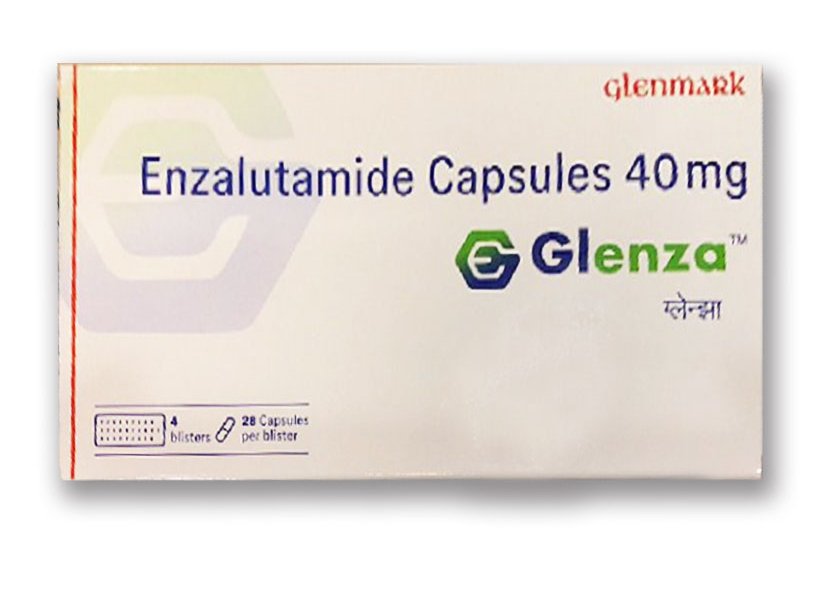 glenmark
Enzalutamide Capsules 40mg
Glenza™
ग्लेन्झा
4 blisters
28 Capsules per blister